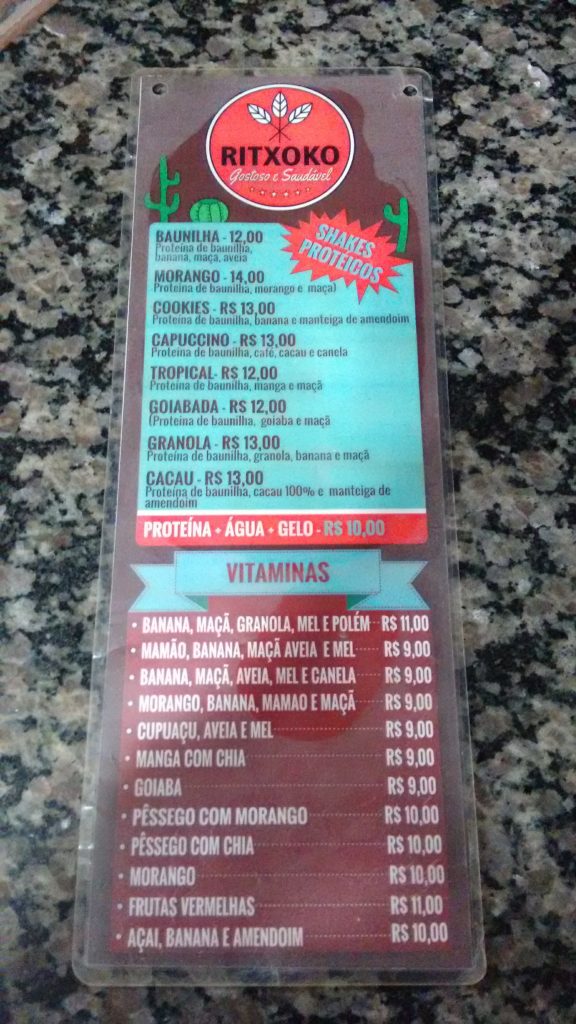 RITXOKO
Gostoso e Saudável
SHAKES
PROTEICOS
BAUNILHA - 12,00
Proteína de baunilha,
banana, maçã, aveia
MORANGO - 14,00
Proteína de baunilha, morango e maçã)
COOKIES - R$ 13,00
Proteína de baunilha, banana e manteiga de amendoim
CAPUCCINO - R$ 13,00
Proteína de baunilha, café, cacau e canela
TROPICAL- R$ 12,00
Proteína de baunilha, manga e maçã
GOIABADA - R$ 12,00
(Proteína de baunilha, goiaba e maçã
GRANOLA - R$ 13,00
Proteína de baunilha, granola, banana e maçã
CACAU - R$ 13,00
Proteína de baunilha, cacau 100% e manteiga de
amendoim
PROTEÍNA + ÁGUA + GELO - R$ 10,00
VITAMINAS
• BANANA, MAÇÃ, GRANOLA, MEL E POLÉM R$ 11,00
• MAMÃO, BANANA, MAÇÃ AVEIA E MEL R$ 9,00
• BANANA, MAÇÃ, AVEIA, MEL E CANELA R$ 9,00
• MORANGO, BANANA, MAMAO E MAÇÃ R$ 9,00
• CUPUAÇU, AVEIA E MEL R$ 9,00
• MANGA COM CHIA R$ 9,00
• GOIABA R$ 9,00
• PÊSSEGO COM MORANGO R$ 10,00
• PÊSSEGO COM CHIA R$ 10,00
• MORANGO R$ 10,00
• FRUTAS VERMELHAS R$ 11,00
• AÇAI, BANANA E AMENDOIM R$ 10,00